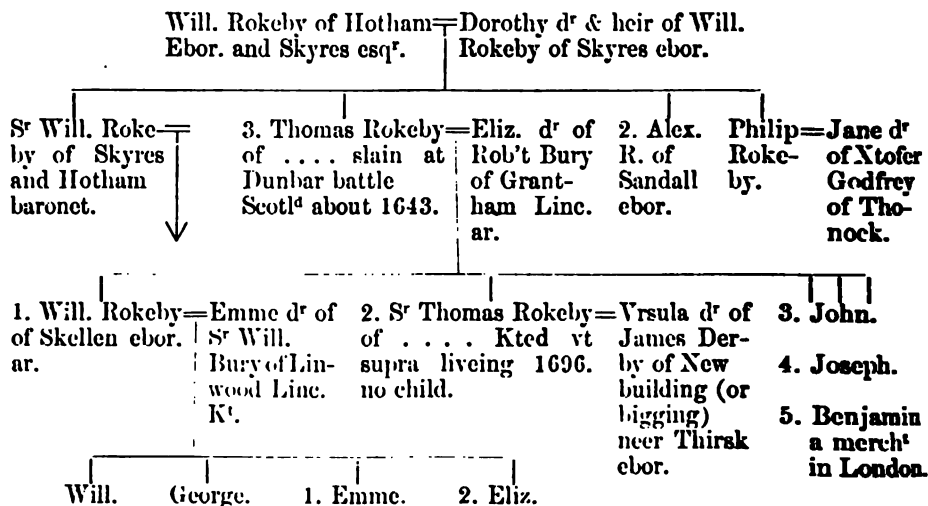 Will. Rokeby of Hotham
Ebor. and Skyres esqʳ.
Dorothy dʳ & heir of Will.
Rokeby of Skyres ebor.
Sʳ Will. Roke-
by of Skyres
and Hotham
baronet.
3. Thomas Rokeby
of .... slain at
Dunbar battle
Scotlᵈ about 1643.
Eliz. dʳ of
Rob't Bury
of Grant-
ham Linc.
ar.
2. Alex.
R. of
Sandall
ebor.
Philip
Roke-
by.
Jane dʳ
of Xtofer
Godfrey
of Tho-
nock.
1. Will. Rokeby
of Skellen ebor.
ar.
Emme dʳ of
Sʳ Will.
Bury of Lin-
wood Linc.
Kᵗ.
2. Sʳ Thomas Rokeby
of .... Kted vt
supra liveing 1696.
no child.
Vrsula dʳ of
James Der-
by of New
building (or
bigging)
neer Thirsk
ebor.
3. John.
4. Joseph.
5. Benjamin
a merchᵗ
in London.
Will.
George.
1. Emme.
2. Eliz.